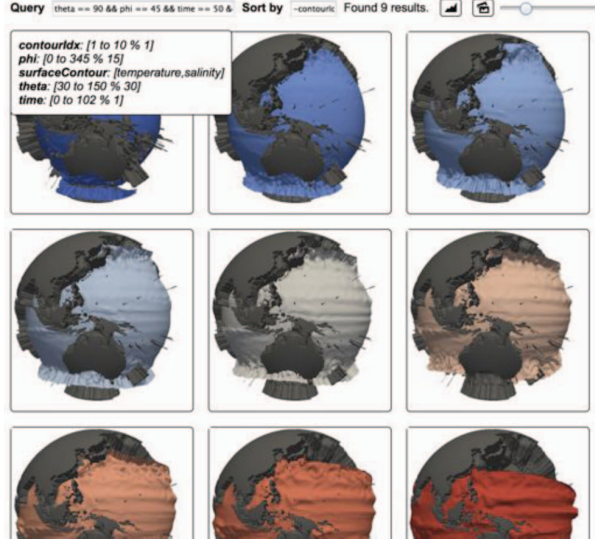 Query theta == 90 && phi == 45 && time == 50 & Sort by -contourIc Found 9 results.
contourIdx: [1 to 10 % 1]
phi: [0 to 345 % 15]
surfaceContour: [temperature,salinity]
theta: [30 to 150 % 30]
time: [0 to 102 % 1]